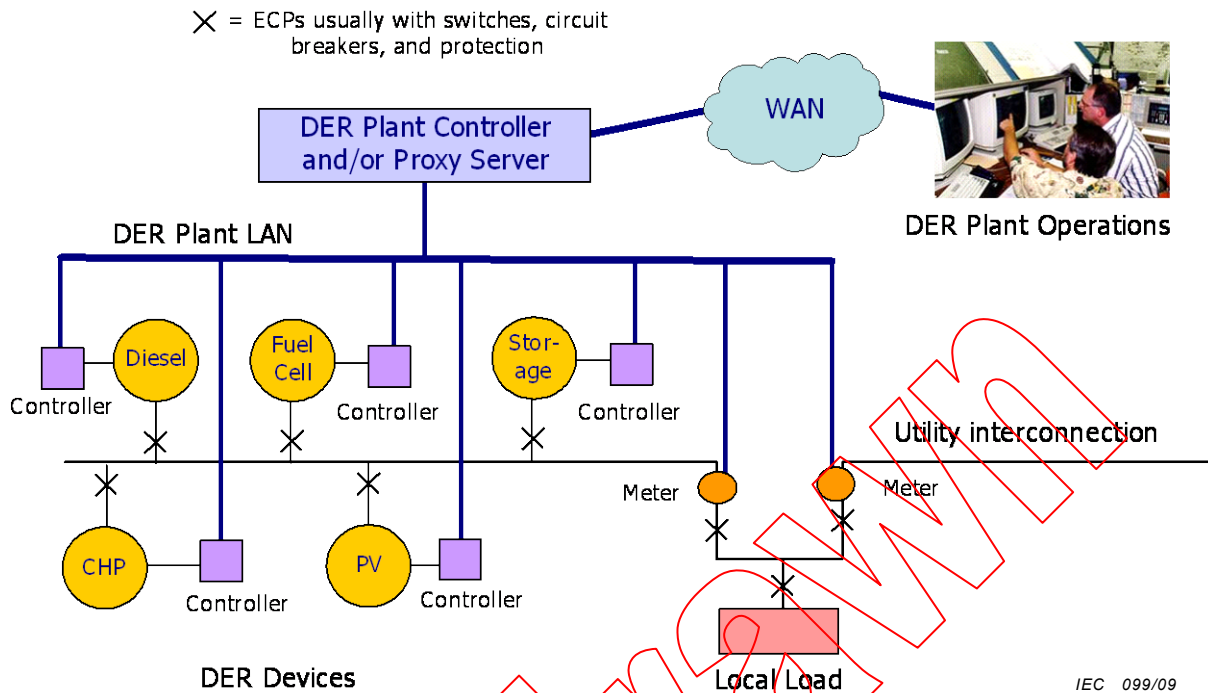 = ECPs usually with switches, circuit
breakers, and protection
WAN
DER Plant Controller
and/or Proxy Server
DER Plant Operations
DER Plant LAN
Diesel
Fuel
Cell
Stor-
age
Controller
Controller
Controller
Utility interconnection
Meter
Meter
CHP
PV
Controller
Controller
DER Devices
Local Load
IEC 099/09